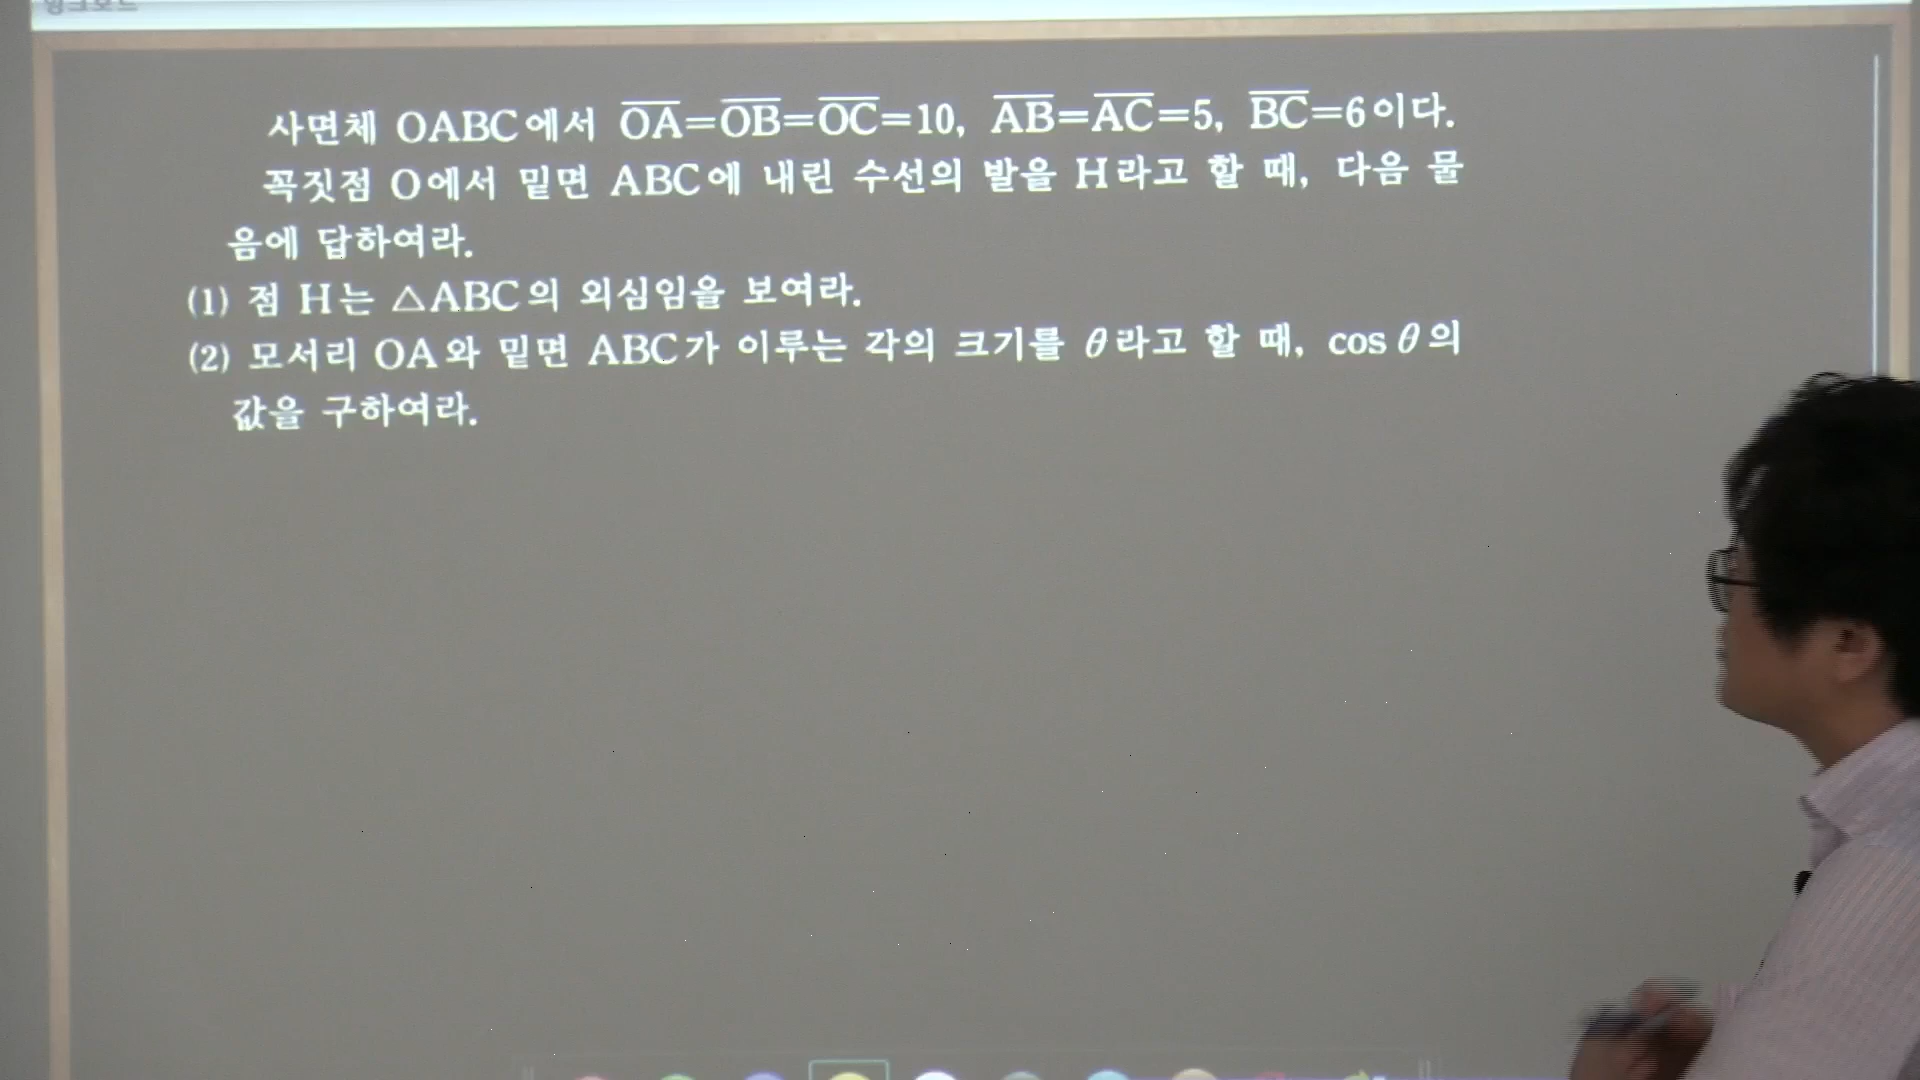 사면체 OABC에서 OA=OB=OC=10, AB=AC=5, BC=6이다.
꼭짓점 O에서 밑면 ABC에 내린 수선의 발을 H라고 할 때, 다음 물
음에 답하여라.
(1) 점 H는 △ABC의 외심임을 보여라.
(2) 모서리 OA와 밑면 ABC가 이루는 각의 크기를 θ라고 할 때, cos θ의
값을 구하여라.